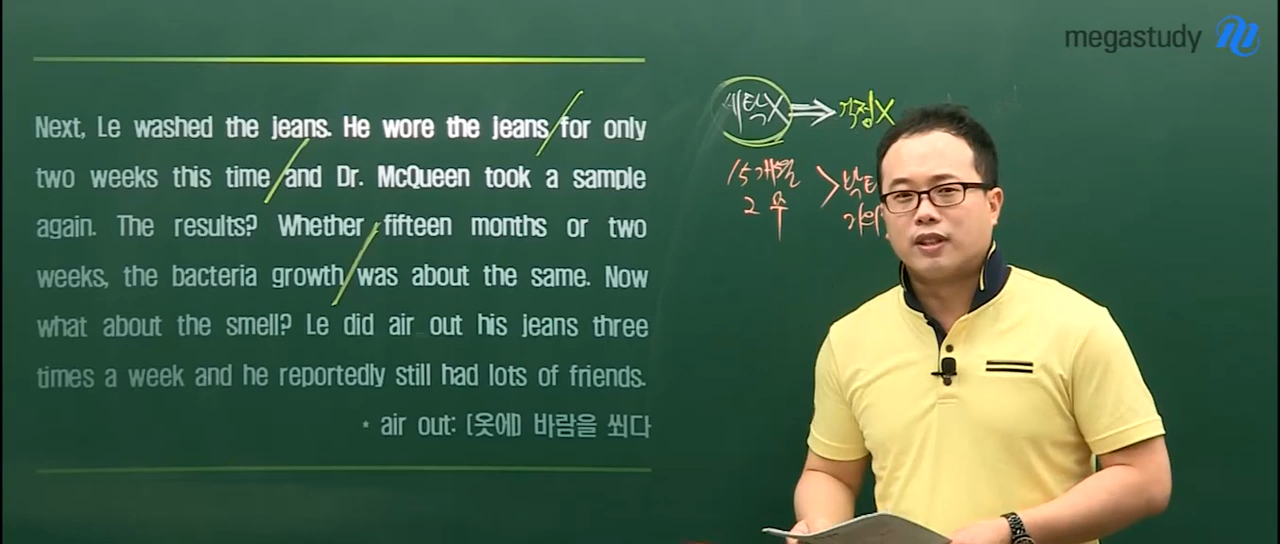 megastudy
Next, Le washed the jeans. He wore the jeans for only
two weeks this time and Dr. McQueen took a sample
again. The results? Whether fifteen months or two
weeks, the bacteria growth was about the same. Now
what about the smell? Le did air out his jeans three
times a week and he reportedly still had lots of friends.
* air out: [옷에] 바람을 쐬다
세탁X ⇒ 걱정X
15개월
2주